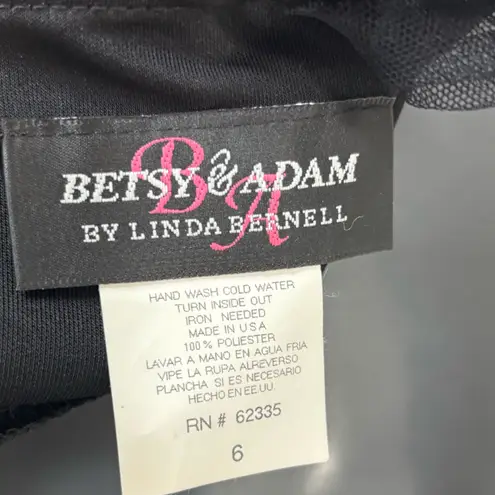 BA
BETSY & ADAM
BY LINDA BERNELL
HAND WASH COLD WATER
TURN INSIDE OUT
IRON NEEDED
MADE IN USA
100% POLIESTER
LAVAR A MANO EN AGUA FRIA
VIPE LA RUPA ALREVERSO
PLANCHA SI ES NECESARIO
HECHO EN EE.UU.
RN # 62335
6